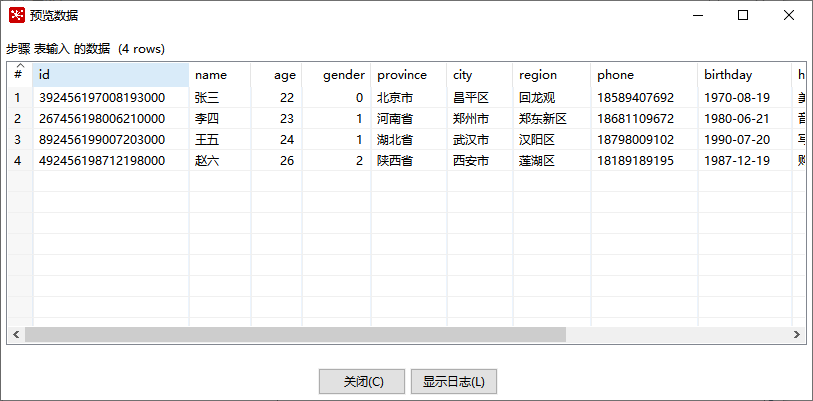 预览数据
步骤 表输入 的数据 (4 rows)
# id name age gender province city region phone birthday h
1 392456197008193000 张三 22 0 北京市 昌平区 回龙观 18589407692 1970-08-19
2 267456198006210000 李四 23 1 河南省 郑州市 郑东新区 18681109672 1980-06-21
3 892456199007203000 王五 24 1 湖北省 武汉市 汉阳区 18798009102 1990-07-20
4 492456198712198000 赵六 26 2 陕西省 西安市 莲湖区 18189189195 1987-12-19
关闭(C) 显示日志(L)